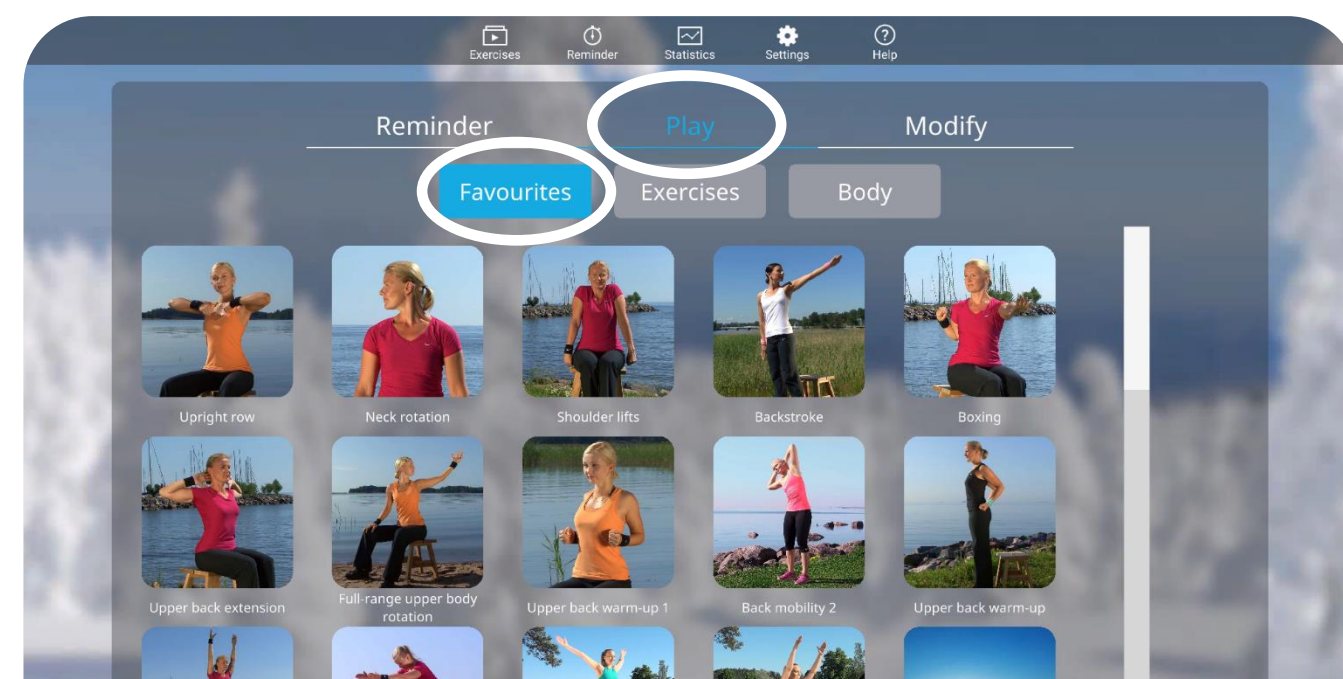 Exercises Reminder Statistics Settings Help
Reminder Play Modify
Favourites Exercises Body
Upright row Neck rotation Shoulder lifts Backstroke Boxing
Upper back extension Full-range upper body rotation Upper back warm-up 1 Back mobility 2 Upper back warm-up